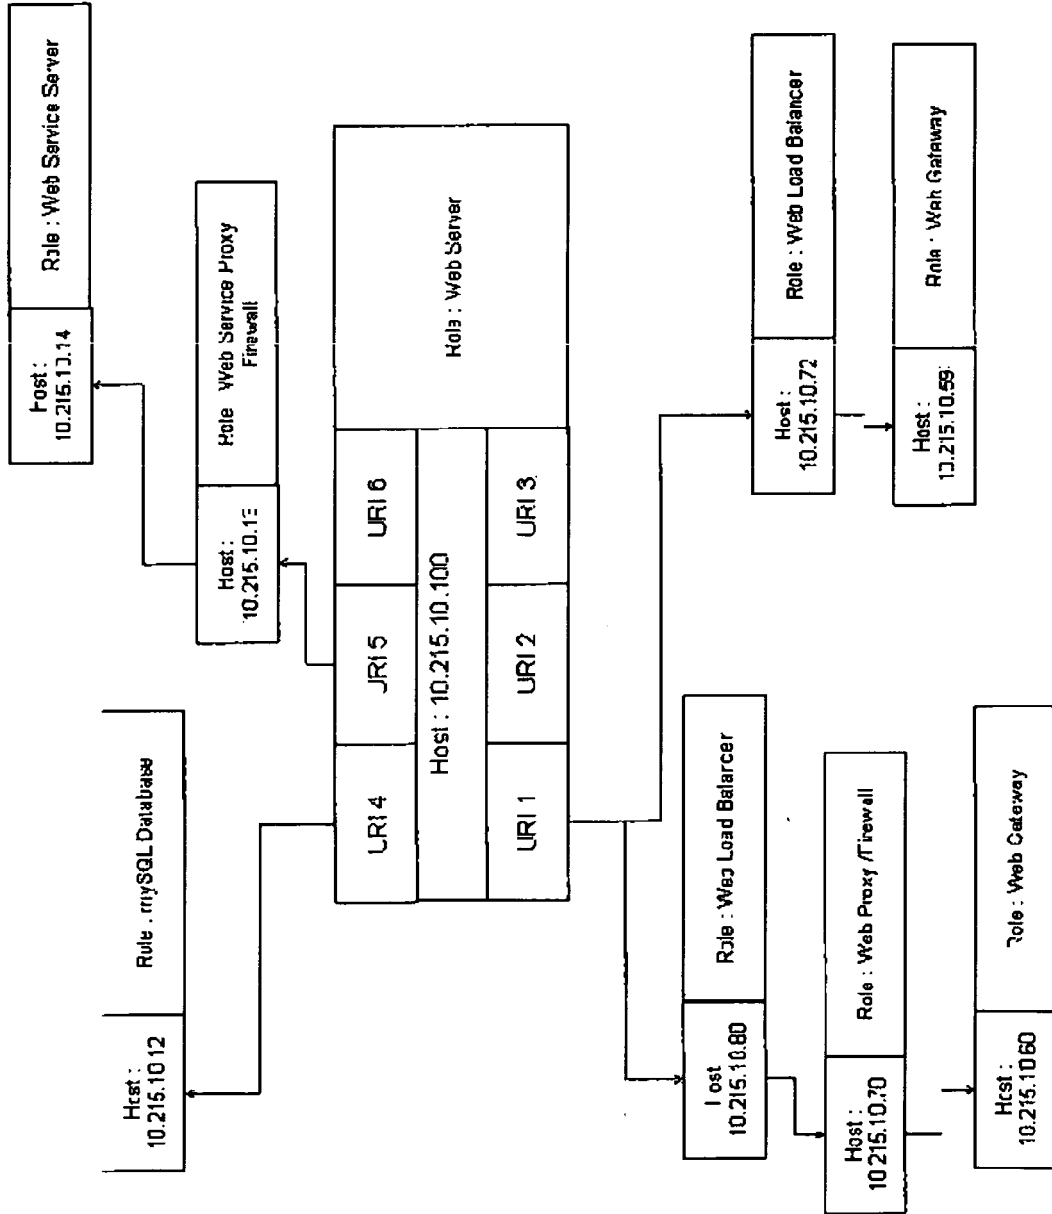 Host :
10.215.10.14
Role : Web Service Server
Host :
10.215.10 12
Role : mySQL Database
Host :
10.215.10.13
Role Web Service Proxy
Firewall
URI 4
URI 5
URI 6
Host : 10.215.10.100
Role : Web Server
URI 1
URI 2
URI 3
Host
10.215.10.80
Role : Web Load Balancer
Host :
10.215.10.72
Role : Web Load Balancer
Host :
10 215.10.70
Role : Web Proxy /Firewall
Host :
10.215.10.59
Role : Web Gateway
Host :
10.215.10 60
Role : Web Gateway